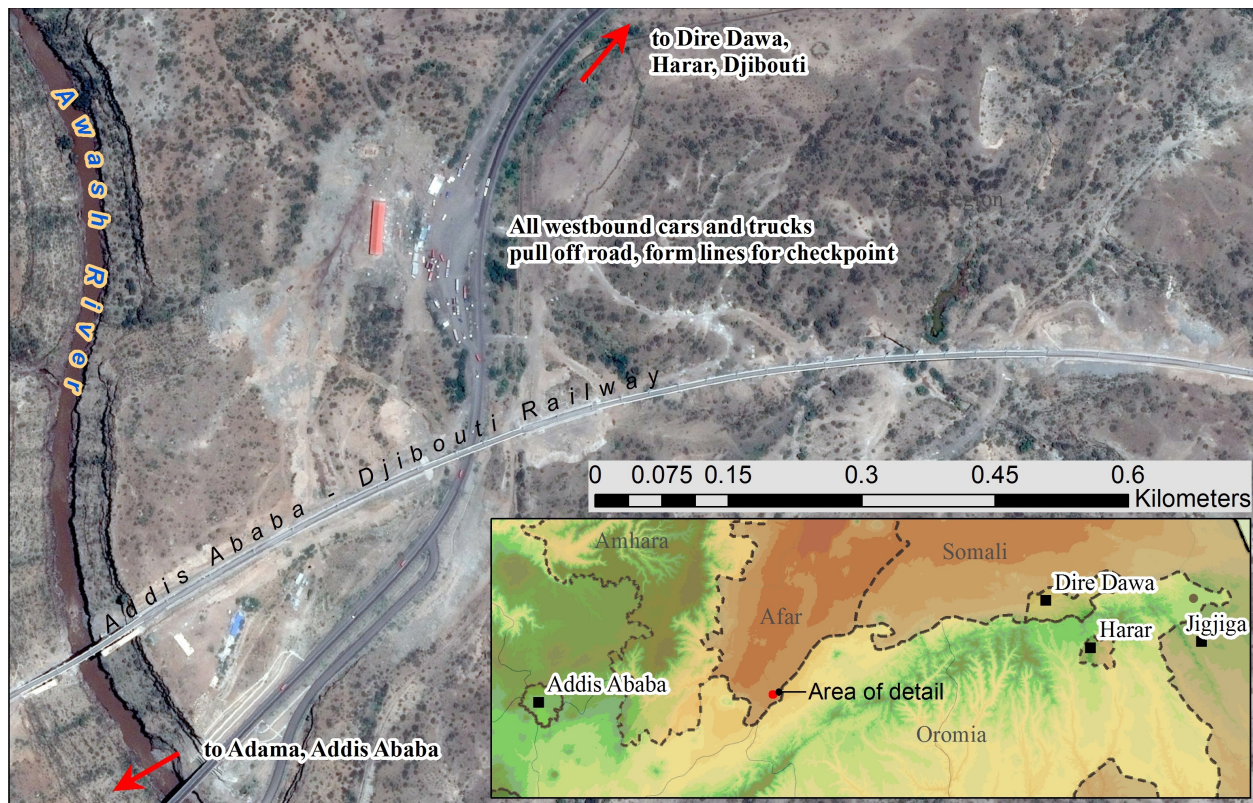 to Dire Dawa,
Harar, Djibouti
Awash River
Region
All westbound cars and trucks
pull off road, form lines for checkpoint
Addis Ababa - Djibouti Railway
0 0.075 0.15 0.3 0.45 0.6
Kilometers
Amhara
Somali
Dire Dawa
Afar
Harar
Jigjiga
Addis Ababa
Area of detail
Oromia
to Adama, Addis Ababa